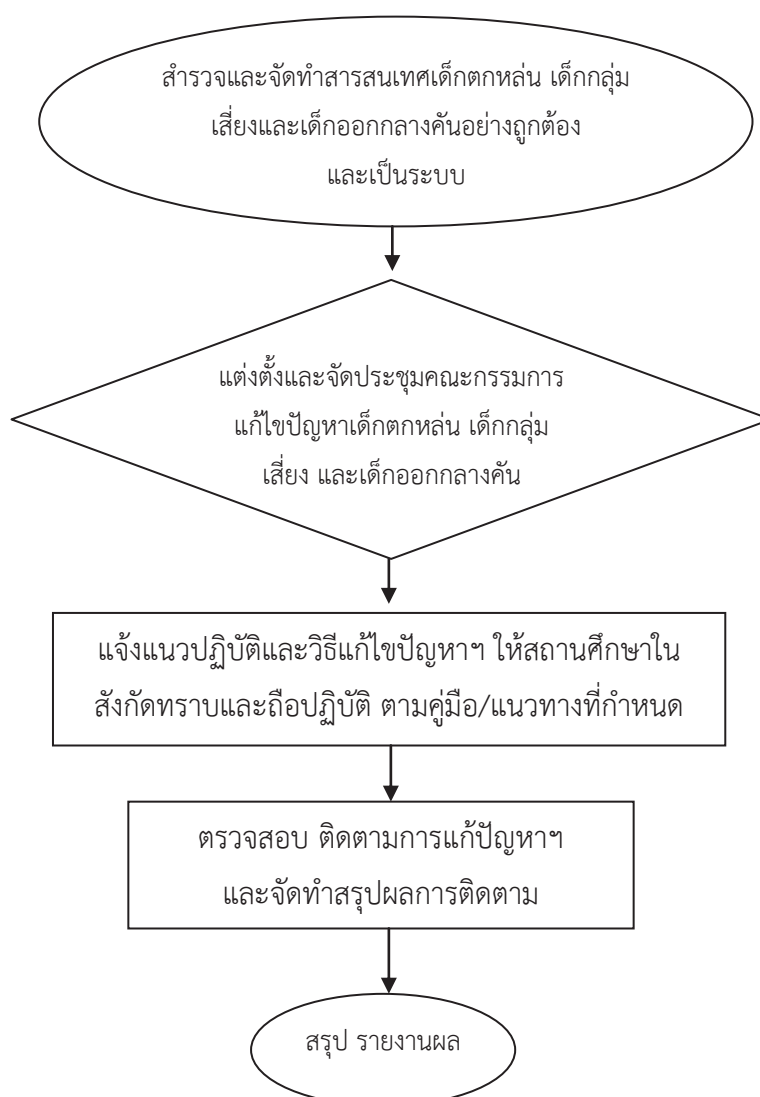 สำรวจและจัดทำสารสนเทศเด็กตกหล่น เด็กกลุ่ม
เสี่ยงและเด็กออกกลางคันอย่างถูกต้อง
และเป็นระบบ
แต่งตั้งและจัดประชุมคณะกรรมการ
แก้ไขปัญหาเด็กตกหล่น เด็กกลุ่ม
เสี่ยง และเด็กออกกลางคัน
แจ้งแนวปฏิบัติและวิธีแก้ไขปัญหาฯ ให้สถานศึกษาใน
สังกัดทราบและถือปฏิบัติ ตามคู่มือ/แนวทางที่กำหนด
ตรวจสอบ ติดตามการแก้ปัญหาฯ
และจัดทำสรุปผลการติดตาม
สรุป รายงานผล